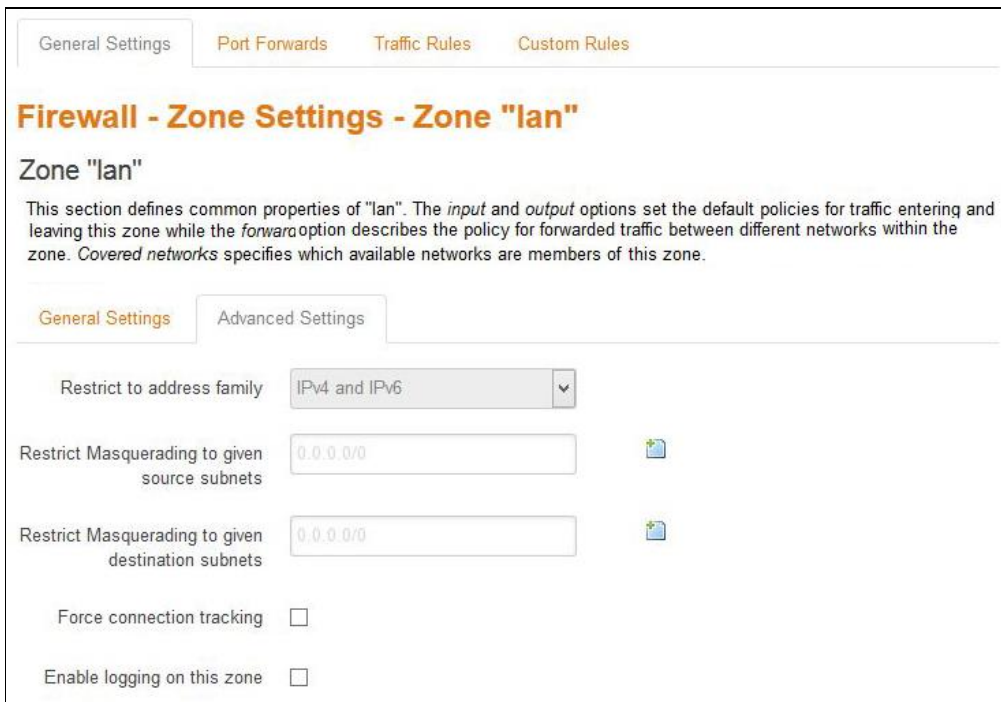 General Settings Port Forwards Traffic Rules Custom Rules
Firewall - Zone Settings - Zone "lan"
Zone "lan"
This section defines common properties of "lan". The input and output options set the default policies for traffic entering and
leaving this zone while the forward option describes the policy for forwarded traffic between different networks within the
zone. Covered networks specifies which available networks are members of this zone.
General Settings Advanced Settings
Restrict to address family IPv4 and IPv6
Restrict Masquerading to given
source subnets
0.0.0.0/0
Restrict Masquerading to given
destination subnets
0.0.0.0/0
Force connection tracking
Enable logging on this zone